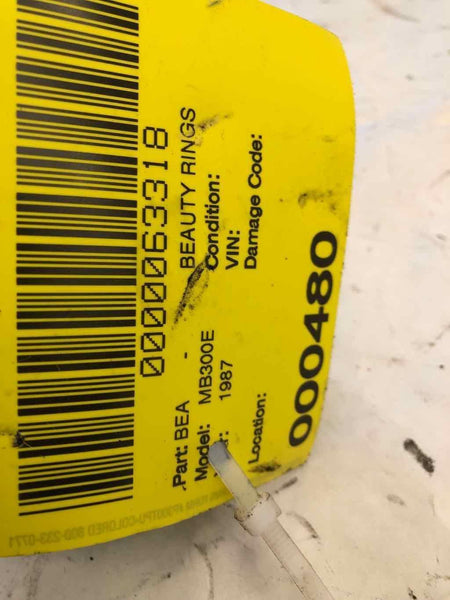 0000063318
Part: BEA - BEAUTY RINGS
Model: MB300E Condition:
1987 VIN:
Damage Code:
Location:
000480